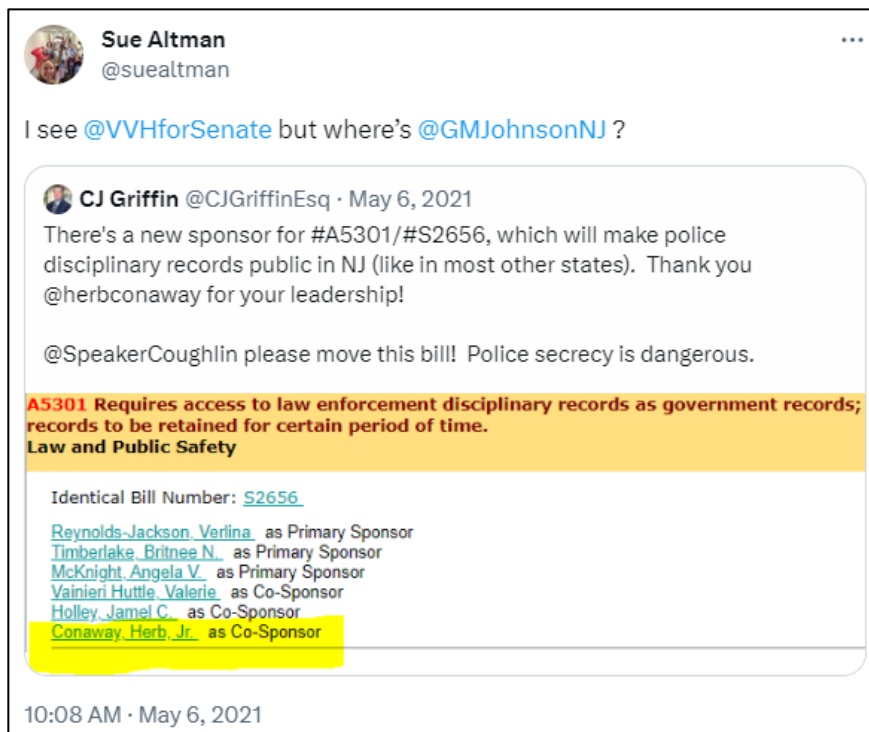 Sue Altman
@suealtman
I see @VVHforSenate but where's @GMJohnsonNJ ?
CJ Griffin @CJGriffinEsq · May 6, 2021
There's a new sponsor for #A5301/#S2656, which will make police
disciplinary records public in NJ (like in most other states).  Thank you
@herbconaway for your leadership!
@SpeakerCoughlin please move this bill!  Police secrecy is dangerous.
A5301 Requires access to law enforcement disciplinary records as government records;
records to be retained for certain period of time.
Law and Public Safety
Identical Bill Number: S2656
Reynolds-Jackson, Verlina as Primary Sponsor
Timberlake, Britnee N. as Primary Sponsor
McKnight, Angela V. as Primary Sponsor
Vainieri Huttle, Valerie as Co-Sponsor
Holley, Jamel C. as Co-Sponsor
Conaway, Herb, Jr. as Co-Sponsor
10:08 AM · May 6, 2021